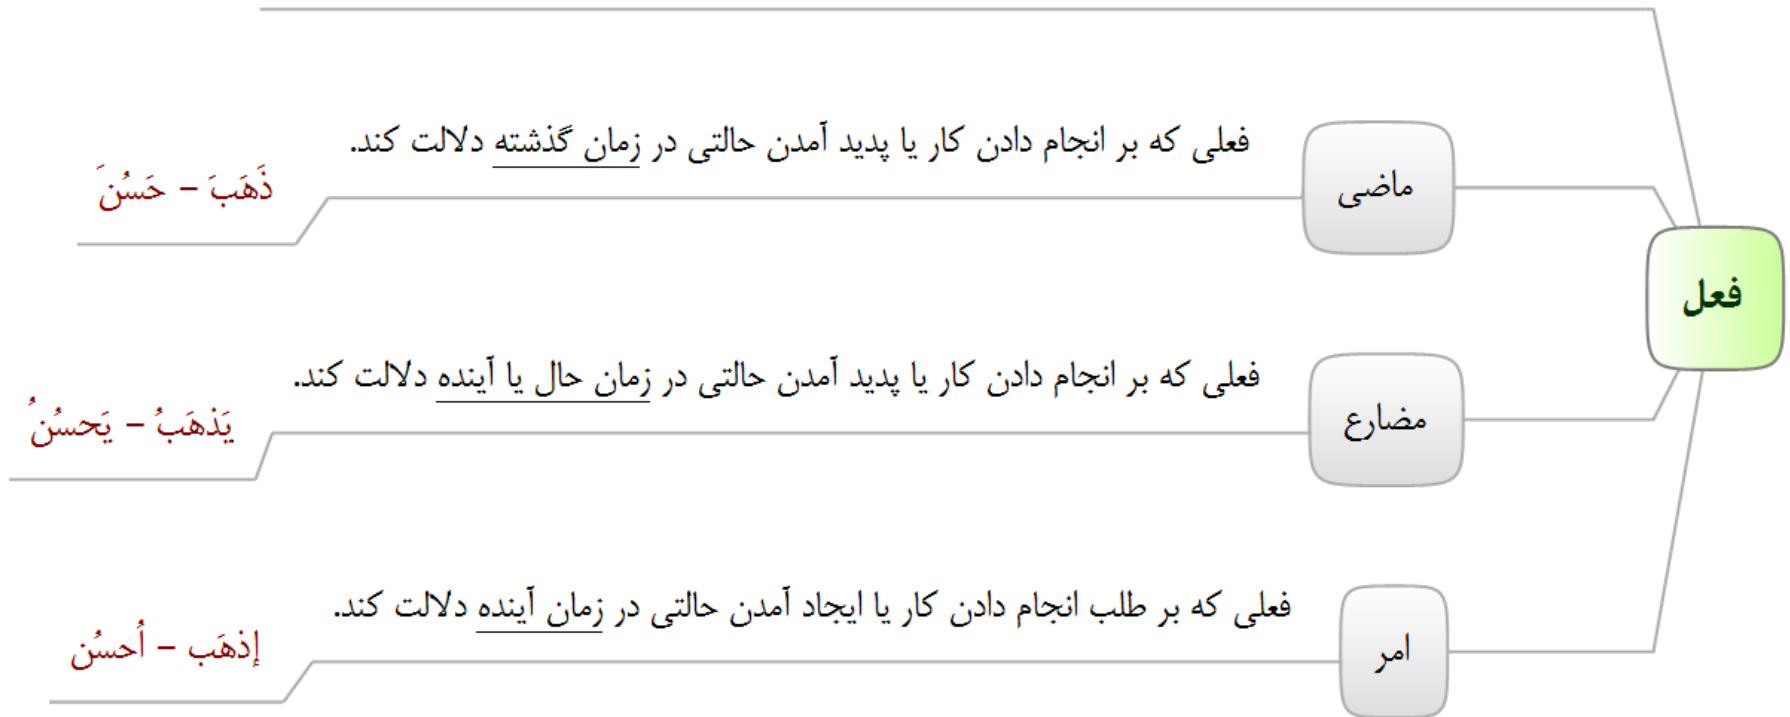 فعل
ماضی
فعلی که بر انجام دادن کار یا پدید آمدن حالتی در زمان گذشته دلالت کند.
ذَهَبَ – حَسُنَ
مضارع
فعلی که بر انجام دادن کار یا پدید آمدن حالتی در زمان حال یا آینده دلالت کند.
یَذهَبُ – یَحسُنُ
امر
فعلی که بر طلب انجام دادن کار یا ایجاد آمدن حالتی در زمان آینده دلالت کند.
إذهَب – اُحسُن